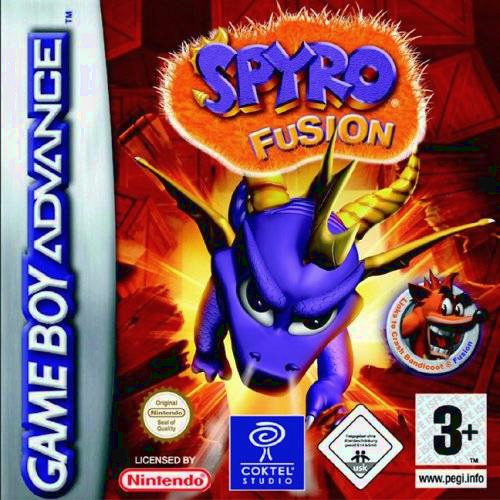 GAME BOY ADVANCE
TM
SPYRO
®
FUSION
Links to Crash Bandicoot ® Fusion
Original
Nintendo
Seal of
Quality
LICENSED BY
Nintendo
COKTEL
STUDIO
usk
3+
www.pegi.info